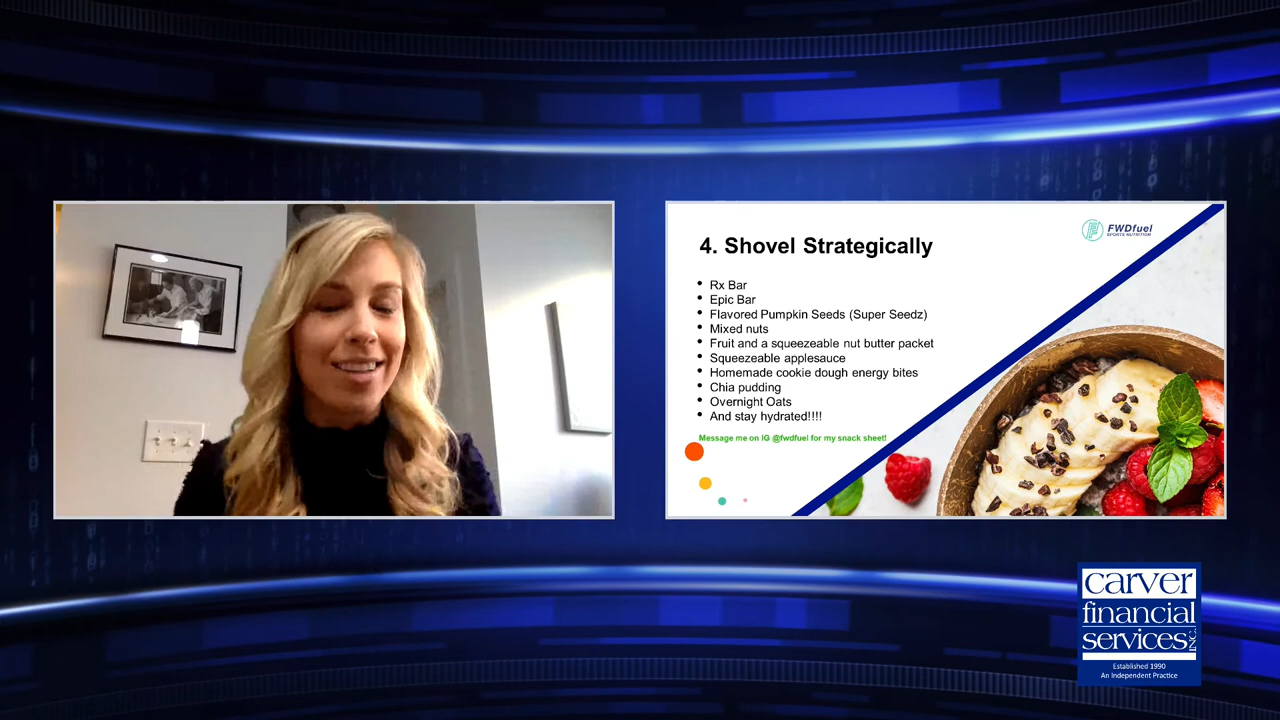 4. Shovel Strategically
FWDfuel
SPORTS NUTRITION
Rx Bar
Epic Bar
Flavored Pumpkin Seeds (Super Seedz)
Mixed nuts
Fruit and a squeezeable nut butter packet
Squeezeable applesauce
Homemade cookie dough energy bites
Chia pudding
Overnight Oats
And stay hydrated!!!!
Message me on IG @fwdfuel for my snack sheet!
carver
financial
services INC.
Established 1990
An Independent Practice